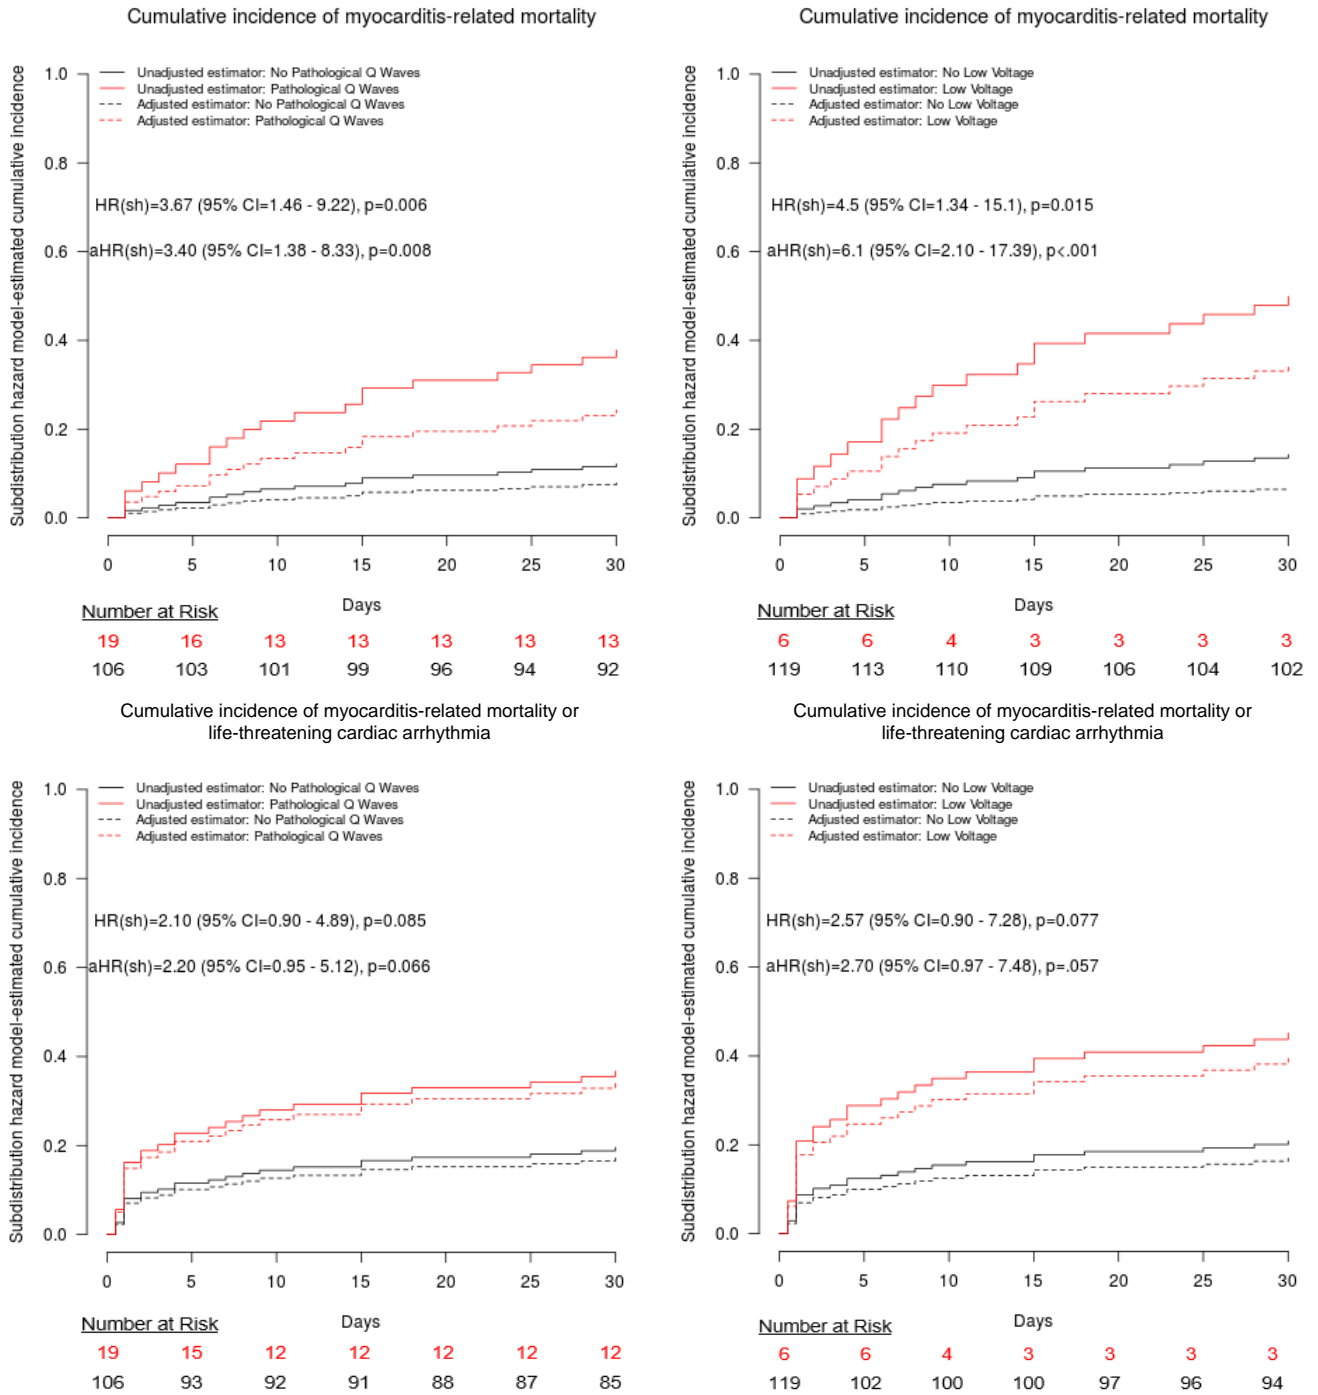 Cumulative incidence of myocarditis-related mortality
Subdistribution hazard model-estimated cumulative incidence
1.0
0.8
0.6
0.4
0.2
0.0
Unadjusted estimator: No Pathological Q Waves
Unadjusted estimator: Pathological Q Waves
Adjusted estimator: No Pathological Q Waves
Adjusted estimator: Pathological Q Waves
HR(sh)=3.67 (95% CI=1.46 - 9.22), p=0.006
aHR(sh)=3.40 (95% CI=1.38 - 8.33), p=0.008
0 5 10 15 20 25 30
Days
Number at Risk
19 16 13 13 13 13 13
106 103 101 99 96 94 92
Cumulative incidence of myocarditis-related mortality
Subdistribution hazard model-estimated cumulative incidence
1.0
0.8
0.6
0.4
0.2
0.0
Unadjusted estimator: No Low Voltage
Unadjusted estimator: Low Voltage
Adjusted estimator: No Low Voltage
Adjusted estimator: Low Voltage
HR(sh)=4.5 (95% CI=1.34 - 15.1), p=0.015
aHR(sh)=6.1 (95% CI=2.10 - 17.39), p<.001
0 5 10 15 20 25 30
Days
Number at Risk
6 6 4 3 3 3 3
119 113 110 109 106 104 102
Cumulative incidence of myocarditis-related mortality or
life-threatening cardiac arrhythmia
Subdistribution hazard model-estimated cumulative incidence
1.0
0.8
0.6
0.4
0.2
0.0
Unadjusted estimator: No Pathological Q Waves
Unadjusted estimator: Pathological Q Waves
Adjusted estimator: No Pathological Q Waves
Adjusted estimator: Pathological Q Waves
HR(sh)=2.10 (95% CI=0.90 - 4.89), p=0.085
aHR(sh)=2.20 (95% CI=0.95 - 5.12), p=0.066
0 5 10 15 20 25 30
Days
Number at Risk
19 15 12 12 12 12 12
106 93 92 91 88 87 85
Cumulative incidence of myocarditis-related mortality or
life-threatening cardiac arrhythmia
Subdistribution hazard model-estimated cumulative incidence
1.0
0.8
0.6
0.4
0.2
0.0
Unadjusted estimator: No Low Voltage
Unadjusted estimator: Low Voltage
Adjusted estimator: No Low Voltage
Adjusted estimator: Low Voltage
HR(sh)=2.57 (95% CI=0.90 - 7.28), p=0.077
aHR(sh)=2.70 (95% CI=0.97 - 7.48), p=.057
0 5 10 15 20 25 30
Days
Number at Risk
6 6 4 3 3 3 3
119 102 100 100 97 96 94